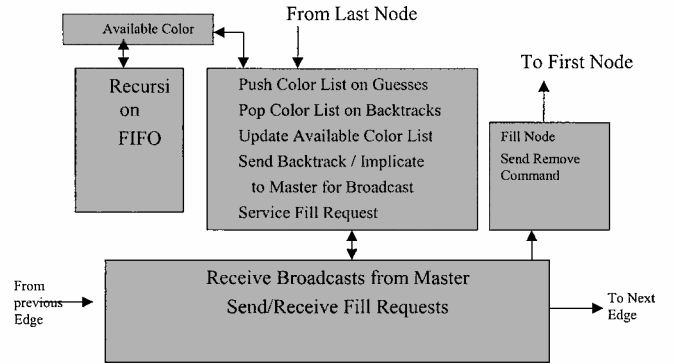 Available Color
From Last Node
To First Node
Recursi
on
FIFO
Push Color List on Guesses
Pop Color List on Backtracks
Update Available Color List
Send Backtrack / Implicate
to Master for Broadcast
Service Fill Request
Fill Node
Send Remove
Command
Receive Broadcasts from Master
Send/Receive Fill Requests
From
previous
Edge
To Next
Edge